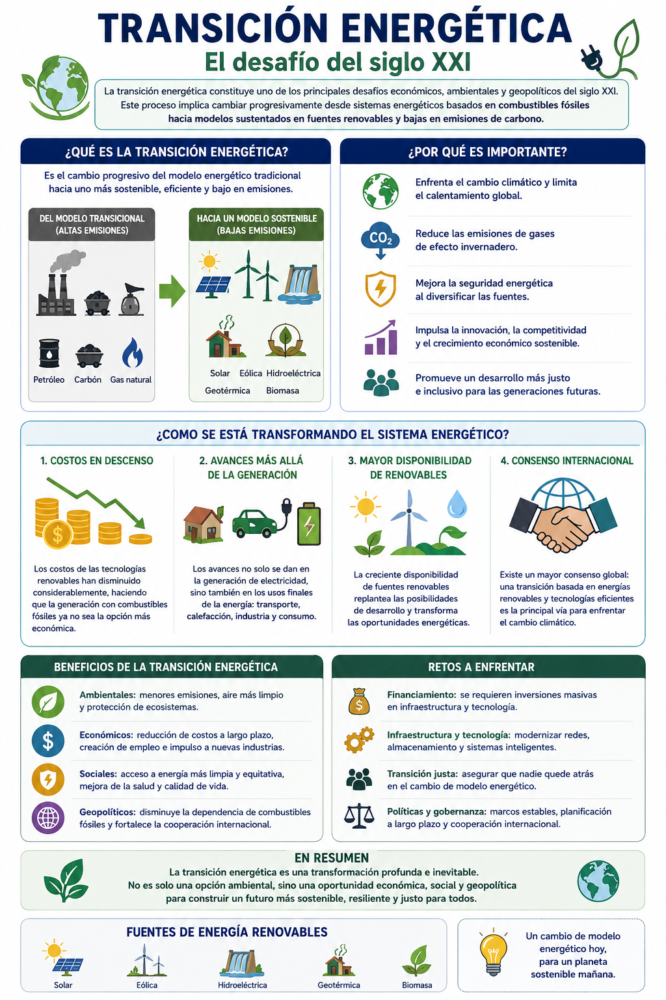 TRANSICIÓN ENERGÉTICA
El desafío del siglo XXI
La transición energética constituye uno de los principales desafíos económicos, ambientales y geopolíticos del siglo XXI.
Este proceso implica cambiar progresivamente desde sistemas energéticos basados en combustibles fósiles
hacia modelos sustentados en fuentes renovables y bajas en emisiones de carbono.
¿QUÉ ES LA TRANSICIÓN ENERGÉTICA?
Es el cambio progresivo del modelo energético tradicional
hacia uno más sostenible, eficiente y bajo en emisiones.
DEL MODELO TRANSICIONAL
(ALTAS EMISIONES)
Petróleo
Carbón
Gas natural
HACIA UN MODELO SOSTENIBLE
(BAJAS EMISIONES)
Solar
Eólica
Hidroeléctrica
Geotérmica
Biomasa
¿POR QUÉ ES IMPORTANTE?
Enfrenta el cambio climático y limita
el calentamiento global.
CO2
Reduce las emisiones de gases
de efecto invernadero.
Mejora la seguridad energética
al diversificar las fuentes.
Impulsa la innovación, la competitividad
y el crecimiento económico sostenible.
Promueve un desarrollo más justo
e inclusivo para las generaciones futuras.
¿COMO SE ESTÁ TRANSFORMANDO EL SISTEMA ENERGÉTICO?
1. COSTOS EN DESCENSO
$
Los costos de las tecnologías
renovables han disminuido
considerablemente, haciendo
que la generación con combustibles
fósiles ya no sea la opción más
económica.
2. AVANCES MÁS ALLÁ
DE LA GENERACIÓN
Los avances no solo se dan en
la generación de electricidad,
sino también en los usos finales
de la energía: transporte,
calefacción, industria y consumo.
3. MAYOR DISPONIBILIDAD
DE RENOVABLES
La creciente disponibilidad
de fuentes renovables
replantea las posibilidades
de desarrollo y transforma
las oportunidades energéticas.
4. CONSENSO INTERNACIONAL
Existe un mayor consenso global:
una transición basada en energías
renovables y tecnologías eficientes
es la principal vía para enfrentar
el cambio climático.
BENEFICIOS DE LA TRANSICIÓN ENERGÉTICA
Ambientales: menores emisiones, aire más limpio
y protección de ecosistemas.
$
Económicos: reducción de costos a largo plazo,
creación de empleo e impulso a nuevas industrias.
Sociales: acceso a energía más limpia y equitativa,
mejora de la salud y calidad de vida.
Geopolíticos: disminuye la dependencia de combustibles
fósiles y fortalece la cooperación internacional.
RETOS A ENFRENTAR
$
Financiamiento: se requieren inversiones masivas
en infraestructura y tecnología.
Infraestructura y tecnología: modernizar redes,
almacenamiento y sistemas inteligentes.
Transición justa: asegurar que nadie quede atrás
en el cambio de modelo energético.
Políticas y gobernanza: marcos estables, planificación
a largo plazo y cooperación internacional.
EN RESUMEN
La transición energética es una transformación profunda e inevitable.
No es solo una opción ambiental, sino una oportunidad económica, social y geopolítica
para construir un futuro más sostenible, resiliente y justo para todos.
FUENTES DE ENERGÍA RENOVABLES
Solar
Eólica
Hidroeléctrica
Geotérmica
Biomasa
Un cambio de modelo
energético hoy,
para un planeta
sostenible mañana.